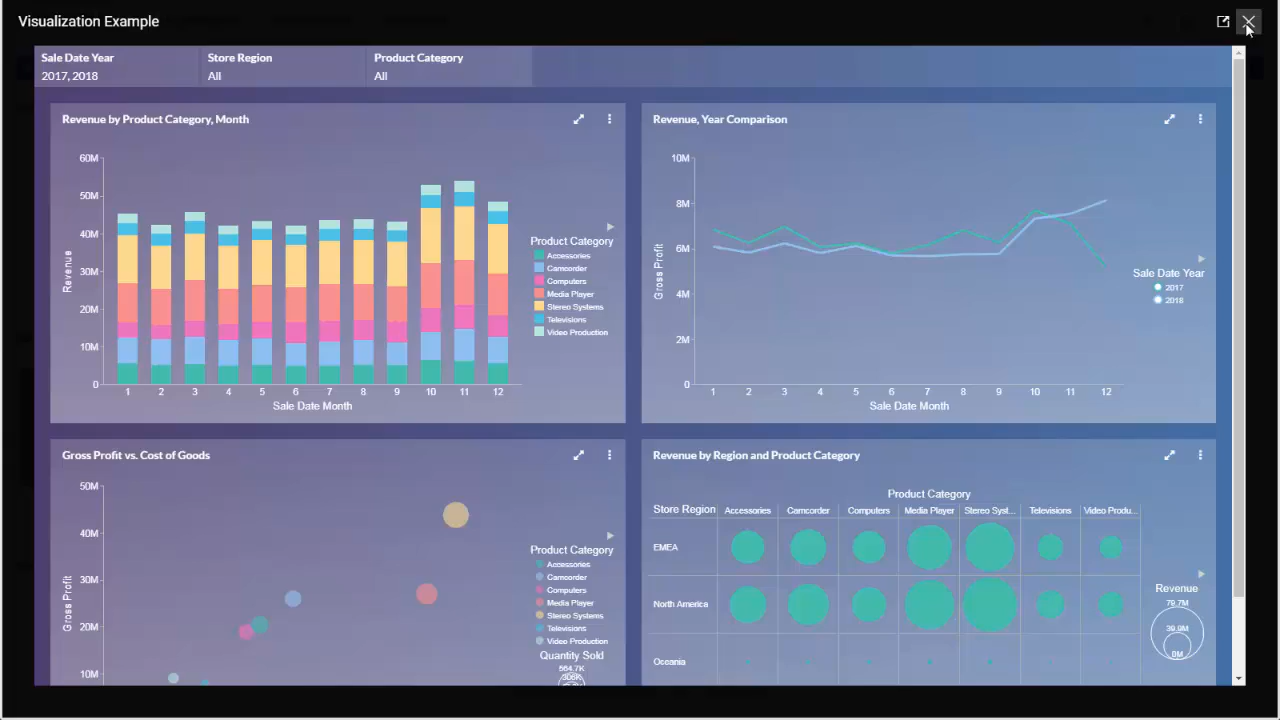 Visualization Example
Sale Date Year
2017, 2018
Store Region
All
Product Category
All
Revenue by Product Category, Month
60M
50M
40M
30M
20M
10M
0
Revenue
1 2 3 4 5 6 7 8 9 10 11 12
Sale Date Month
Product Category
Accessories
Camcorder
Computers
Media Player
Stereo Systems
Televisions
Video Production
Revenue, Year Comparison
10M
8M
6M
4M
2M
0
Gross Profit
1 2 3 4 5 6 7 8 9 10 11 12
Sale Date Month
Sale Date Year
2017
2018
Gross Profit vs. Cost of Goods
50M
40M
30M
20M
10M
Gross Profit
Product Category
Accessories
Camcorder
Computers
Media Player
Stereo Systems
Televisions
Video Production
Quantity Sold
564.7K
306K
Revenue by Region and Product Category
Product Category
Store Region Accessories Camcorder Computers Media Player Stereo Syst... Televisions Video Produ...
EMEA
North America
Oceania
Revenue
79.7M
39.9M
0M